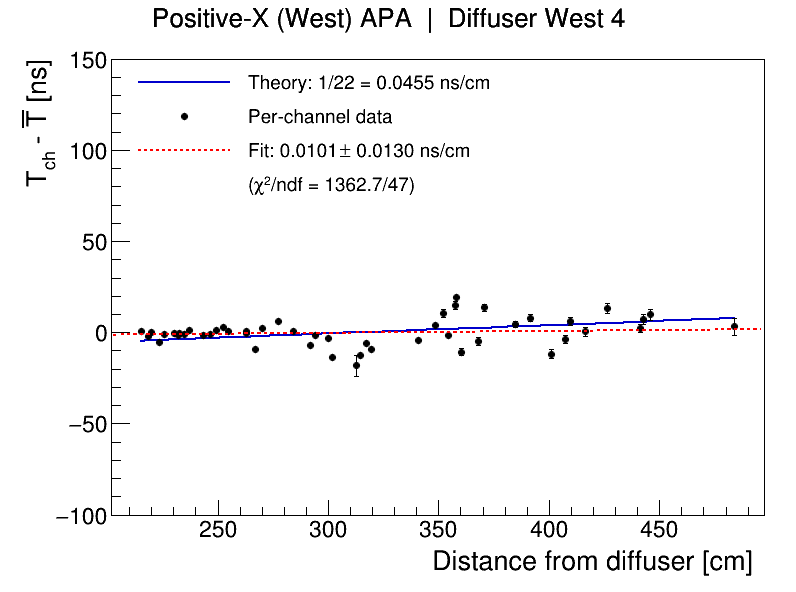 Positive-X (West) APA | Diffuser West 4
T_ch - T̅ [ns]
150
100
50
0
−50
−100
Theory: 1/22 = 0.0455 ns/cm
Per-channel data
Fit: 0.0101± 0.0130 ns/cm
(χ²/ndf = 1362.7/47)
250 300 350 400 450
Distance from diffuser [cm]